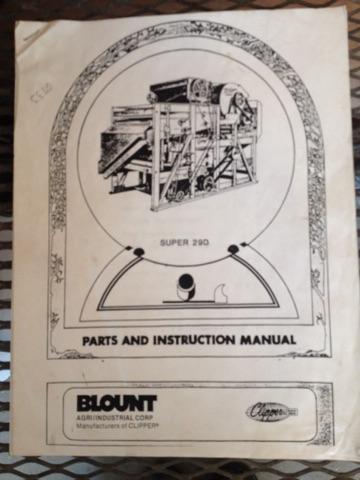 SUPER 29D
PARTS AND INSTRUCTION MANUAL
BLOUNT
AGRI/INDUSTRIAL CORP
Manufacturers of CLIPPER®
Clipper